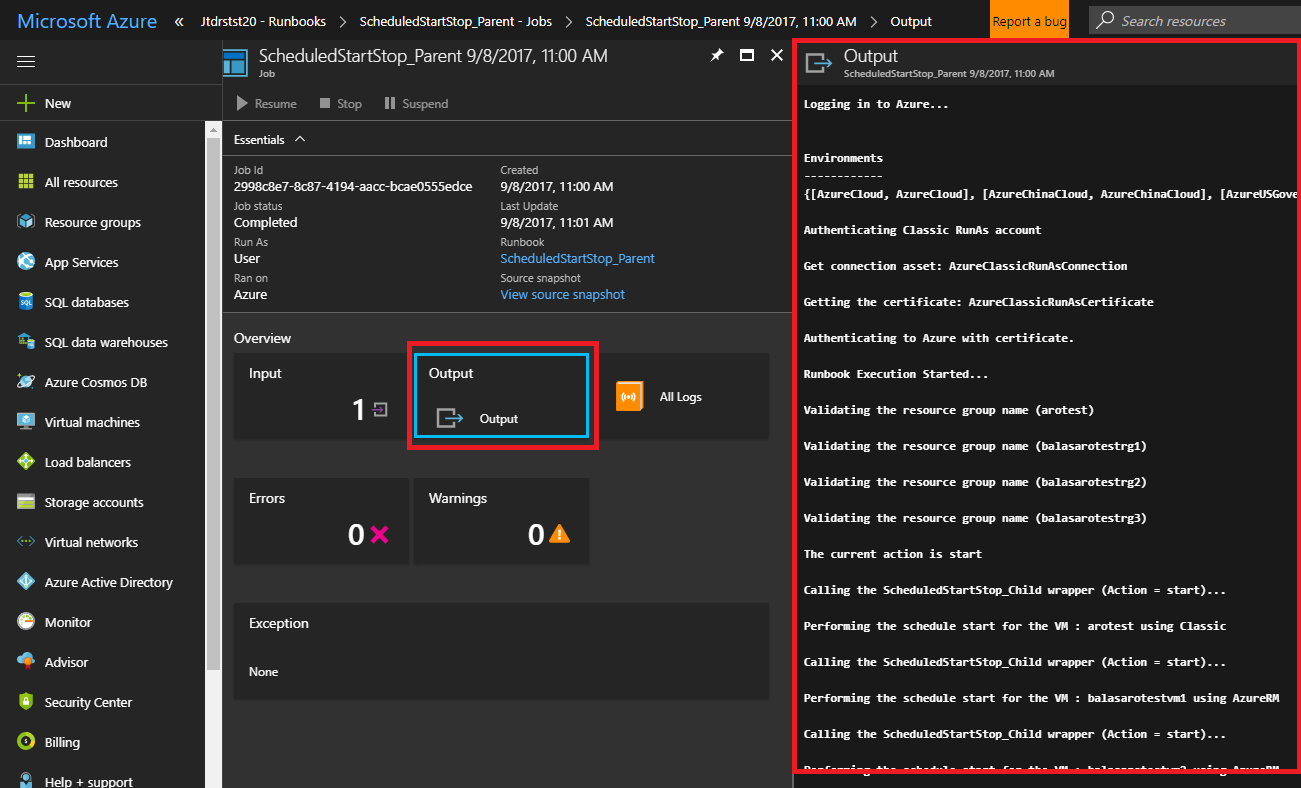 Microsoft Azure « Jtdrstst20 - Runbooks > ScheduledStartStop_Parent - Jobs > ScheduledStartStop_Parent 9/8/2017, 11:00 AM > Output
Report a bug
Search resources
New
Dashboard
All resources
Resource groups
App Services
SQL databases
SQL data warehouses
Azure Cosmos DB
Virtual machines
Load balancers
Storage accounts
Virtual networks
Azure Active Directory
Monitor
Advisor
Security Center
Billing
Help + support
ScheduledStartStop_Parent 9/8/2017, 11:00 AM
Job
Resume Stop Suspend
Essentials
Job Id
2998c8e7-8c87-4194-aacc-bcae0555edce
Job status
Completed
Run As
User
Ran on
Azure
Created
9/8/2017, 11:00 AM
Last Update
9/8/2017, 11:01 AM
Runbook
ScheduledStartStop_Parent
Source snapshot
View source snapshot
Overview
Input
1
Output
Output
All Logs
Errors
0
Warnings
0
Exception
None
Output
ScheduledStartStop_Parent 9/8/2017, 11:00 AM
Logging in to Azure...
Environments
------------
{[AzureCloud, AzureCloud], [AzureChinaCloud, AzureChinaCloud], [AzureUSGove
Authenticating Classic RunAs account
Get connection asset: AzureClassicRunAsConnection
Getting the certificate: AzureClassicRunAsCertificate
Authenticating to Azure with certificate.
Runbook Execution Started...
Validating the resource group name (arotest)
Validating the resource group name (balasarotestrg1)
Validating the resource group name (balasarotestrg2)
Validating the resource group name (balasarotestrg3)
The current action is start
Calling the ScheduledStartStop_Child wrapper (Action = start)...
Performing the schedule start for the VM : arotest using Classic
Calling the ScheduledStartStop_Child wrapper (Action = start)...
Performing the schedule start for the VM : balasarotestvm1 using AzureRM
Calling the ScheduledStartStop_Child wrapper (Action = start)...
Performing the schedule start for the VM : balasarotestvm2 using AzureRM